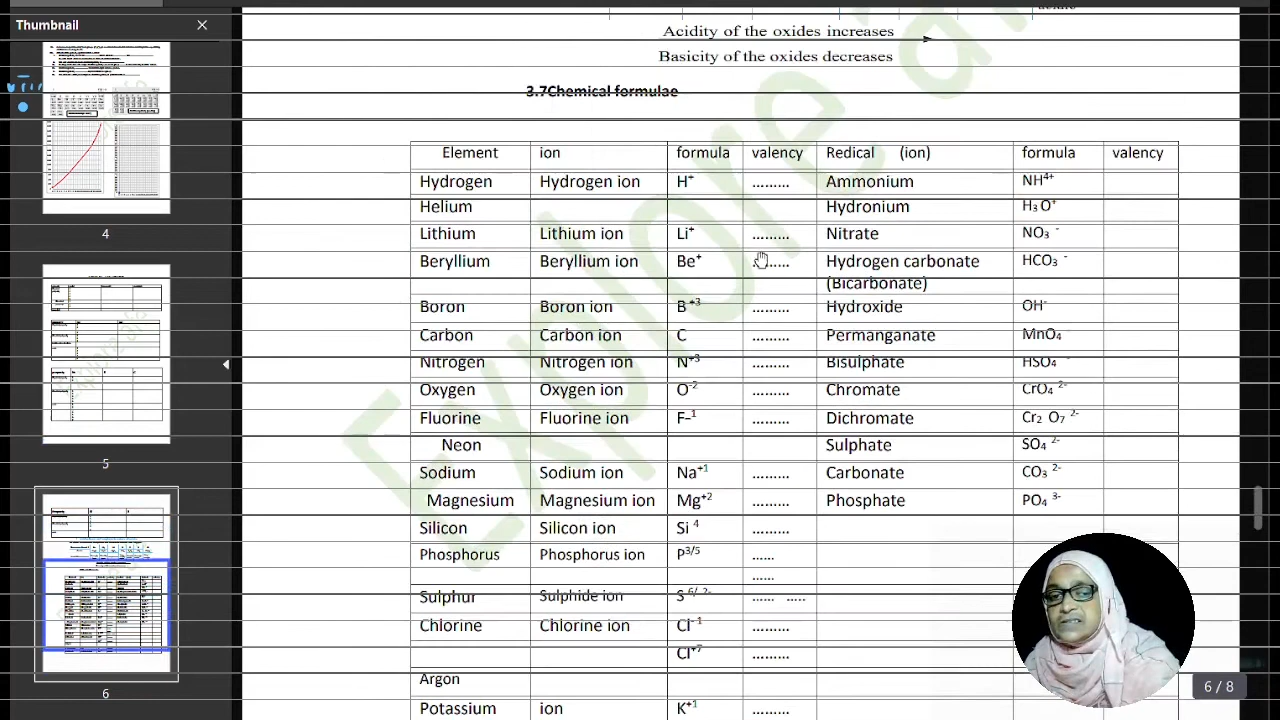 Thumbnail
4
5
6
Acidity of the oxides increases
Basicity of the oxides decreases
3.7Chemical formulae
Element ion formula valency Redical (ion) formula valency
Hydrogen Hydrogen ion H⁺ ......... Ammonium NH⁴⁺
Helium Hydronium H₃ O⁺
Lithium Lithium ion Li⁺ ......... Nitrate NO₃ ⁻
Beryllium Beryllium ion Be⁺ ......... Hydrogen carbonate HCO₃ ⁻
(Bicarbonate)
Boron Boron ion B⁺³ ......... Hydroxide OH⁻
Carbon Carbon ion C ......... Permanganate MnO₄
Nitrogen Nitrogen ion N⁺³ ......... Bisulphate HSO₄ ⁻
Oxygen Oxygen ion O⁻² ......... Chromate CrO₄ ²⁻
Fluorine Fluorine ion F⁻¹ ......... Dichromate Cr₂ O₇ ²⁻
Neon Sulphate SO₄ ²⁻
Sodium Sodium ion Na⁺¹ ......... Carbonate CO₃ ²⁻
Magnesium Magnesium ion Mg⁺² ......... Phosphate PO₄ ³⁻
Silicon Silicon ion Si ⁴ .........
Phosphorus Phosphorus ion P³ᐟ⁵ ......
......
Sulphur Sulphide ion S⁻⁶ᐟ ²⁻ ...... .....
Chlorine Chlorine ion Cl⁻¹ .........
Cl⁺⁷ .........
Argon
Potassium ion K⁺¹ .........
6 / 8